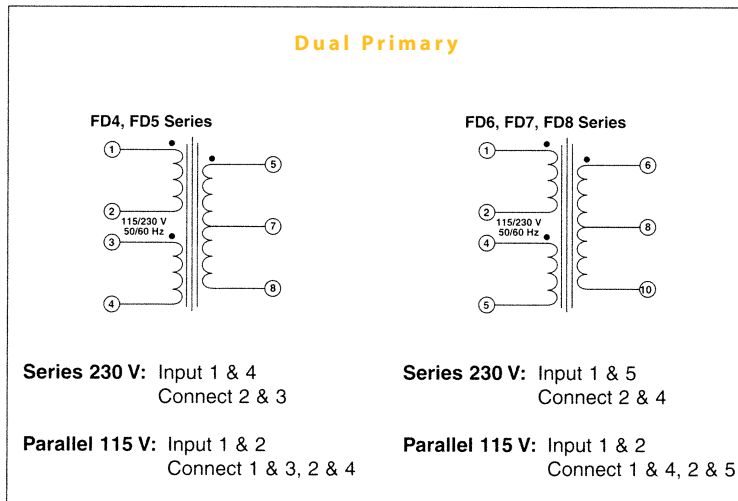 Dual Primary
FD4, FD5 Series
1
2
115/230 V
50/60 Hz
3
4
5
7
8
Series 230 V: Input 1 & 4
Connect 2 & 3
Parallel 115 V: Input 1 & 2
Connect 1 & 3, 2 & 4
FD6, FD7, FD8 Series
1
2
115/230 V
50/60 Hz
4
5
6
8
10
Series 230 V: Input 1 & 5
Connect 2 & 4
Parallel 115 V: Input 1 & 2
Connect 1 & 4, 2 & 5